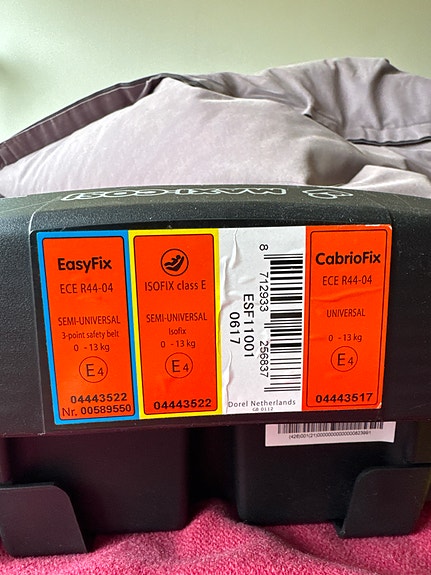 MAXI-COSI
EasyFix
ECE R44-04
SEMI-UNIVERSAL
3-point safety belt
0 -13 kg
E4
04443522
Nr. 00589550
ISOFIX class E
SEMI-UNIVERSAL
Isofix
0 -13 kg
E4
04443522
8 712933 256837
ESF11001
0617
Dorel Netherlands
GB 0112
CabrioFix
ECE R44-04
UNIVERSAL
0 -13 kg
E4
04443517